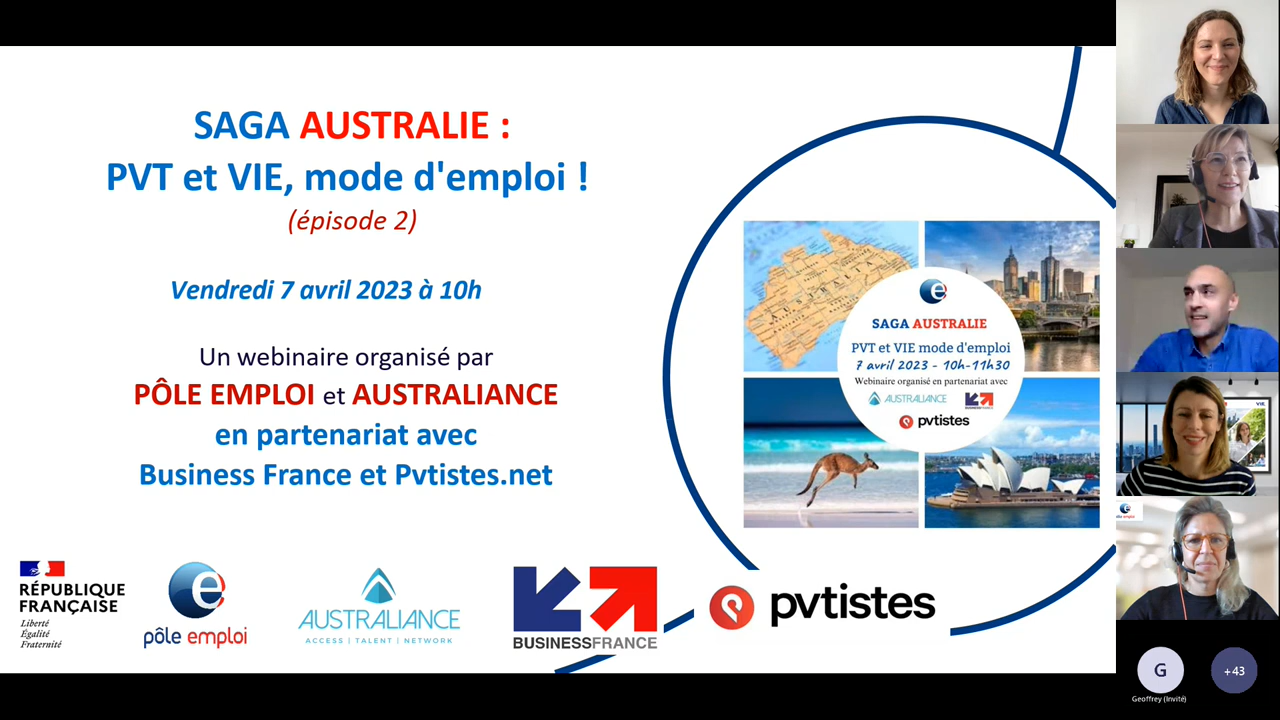 SAGA AUSTRALIE :
PVT et VIE, mode d'emploi !
(épisode 2)
Vendredi 7 avril 2023 à 10h
Un webinaire organisé par
PÔLE EMPLOI et AUSTRALIANCE
en partenariat avec
Business France et Pvtistes.net
AUSTRALIA
SAGA AUSTRALIE
PVT et VIE mode d'emploi
7 avril 2023 - 10h-11h30
Webinaire organisé en partenariat avec
AUSTRALIANCE
pvtistes
RÉPUBLIQUE
FRANÇAISE
Liberté
Égalité
Fraternité
pôle emploi
AUSTRALIANCE
ACCESS | TALENT | NETWORK
BUSINESSFRANCE
pvtistes
VIE
G
+43
Geoffrey (Invité)